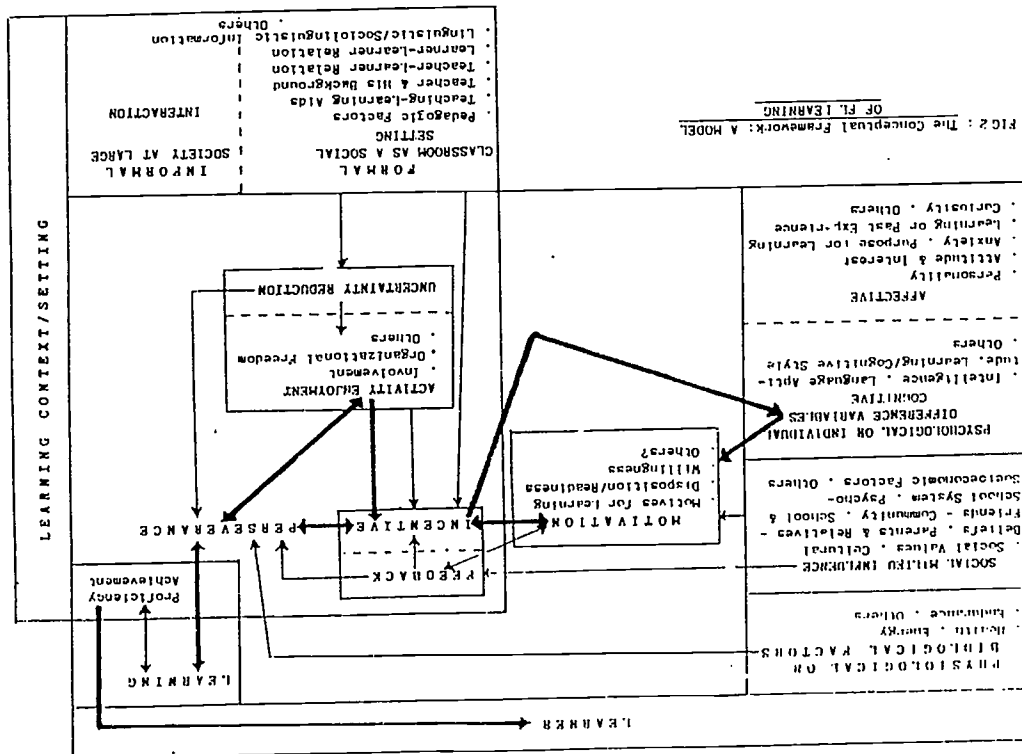 LEARNER
PHYSIOLOGICAL OR
BIOLOGICAL FACTORS
. Health . Energy
. Endurance . Others
SOCIAL MILIEU INFLUENCE
. Social Values . Cultural
Beliefs . Parents & Relatives -
Friends - Community . School &
School System . Psycho-
Socioeconomic Factors . Others
PSYCHOLOGICAL OR INDIVIDUAL
DIFFERENCE VARIABLES
COGNITIVE
. Intelligence . Language Apti-
tude. Learning/Cognitive Style
. Others
AFFECTIVE
. Personality
. Attitude & Interest
. Anxiety . Purpose for Learning
. Learning or Past Experience
. Curiosity . Others
MOTIVATION
. Motives for Learning
. Disposition/Readiness
. Willingness
. Others?
FEEDBACK
INCENTIVE
PERSEVERANCE
LEARNING
Proficiency
Achievement
ACTIVITY ENJOYMENT
. Involvement
. Organizational Freedom
. Others
UNCERTAINTY REDUCTION
FORMAL
CLASSROOM AS A SOCIAL
SETTING
. Pedagogic Factors
. Teaching-Learning Aids
. Teacher & His Background
. Teacher-Learner Relation
. Learner-Learner Relation
. Linguistic/Sociolinguistic Information
. Others
INFORMAL
SOCIETY AT LARGE
INTERACTION
LEARNING CONTEXT/SETTING
FIG2 : The Conceptual Framework: A MODEL
OF FL LEARNING